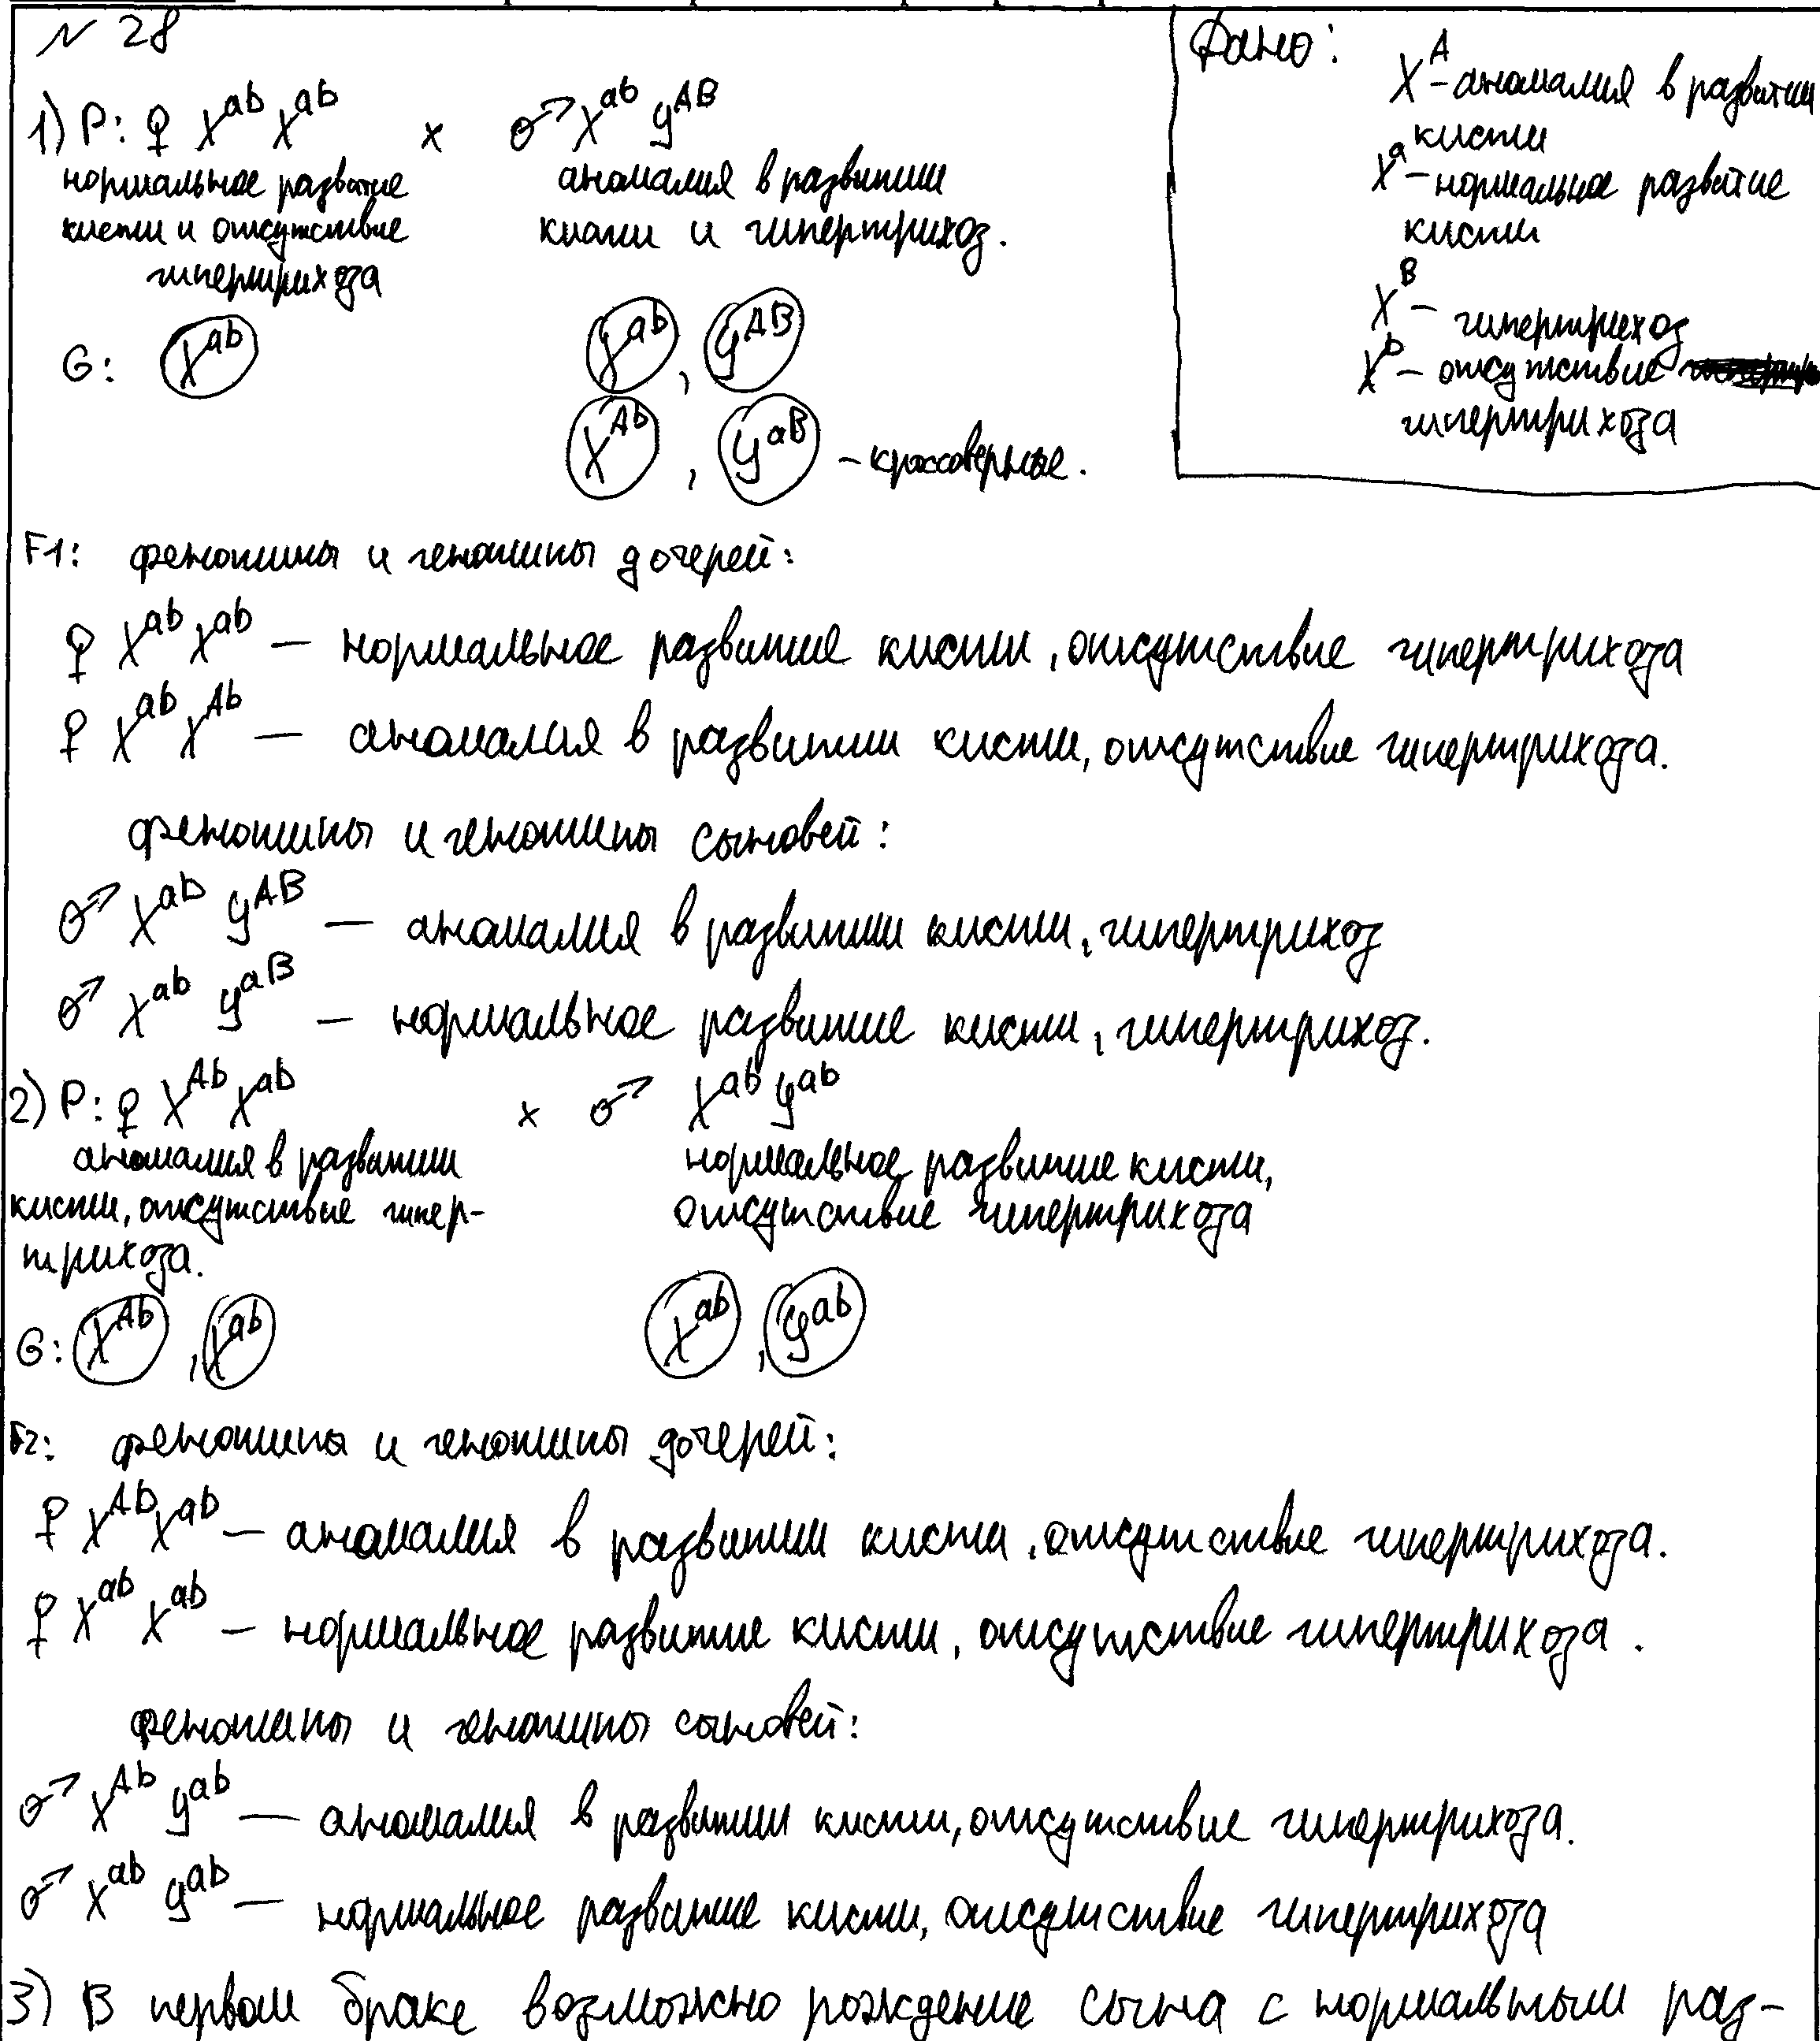 N 28
Дано:
X^A - аномалия в развитии
кисти
X^a - нормальное развитие
кисти
X^B - гипертрихоз
X^b - отсутствие
гипертрихоза
1) P: ♀ X^ab X^ab x ♂ X^ab Y^AB
нормальное развитие
кисти и отсутствие
гипертрихоза
аномалия в развитии
кисти и гипертрихоз.
G: X^ab
X^ab, Y^AB
X^Ab, Y^aB - кроссоверные.
F1: фенотипы и генотипы дочерей:
♀ X^ab X^ab — нормальное развитие кисти, отсутствие гипертрихоза
♀ X^ab X^Ab — аномалия в развитии кисти, отсутствие гипертрихоза.
фенотипы и генотипы сыновей:
♂ X^ab Y^AB — аномалия в развитии кисти, гипертрихоз
♂ X^ab Y^aB — нормальное развитие кисти, гипертрихоз.
2) P: ♀ X^Ab X^ab x ♂ X^ab Y^ab
аномалия в развитии
кисти, отсутствие гипер-
трихоза.
нормальное развитие кисти,
отсутствие гипертрихоза
G: X^Ab, X^ab X^ab, Y^ab
F2: фенотипы и генотипы дочерей:
♀ X^Ab X^ab — аномалия в развитии кисти, отсутствие гипертрихоза.
♀ X^ab X^ab — нормальное развитие кисти, отсутствие гипертрихоза.
фенотипы и генотипы сыновей:
♂ X^Ab Y^ab — аномалия в развитии кисти, отсутствие гипертрихоза.
♂ X^ab Y^ab — нормальное развитие кисти, отсутствие гипертрихоза
3) В первом браке возможно рождение сына с нормальным раз-